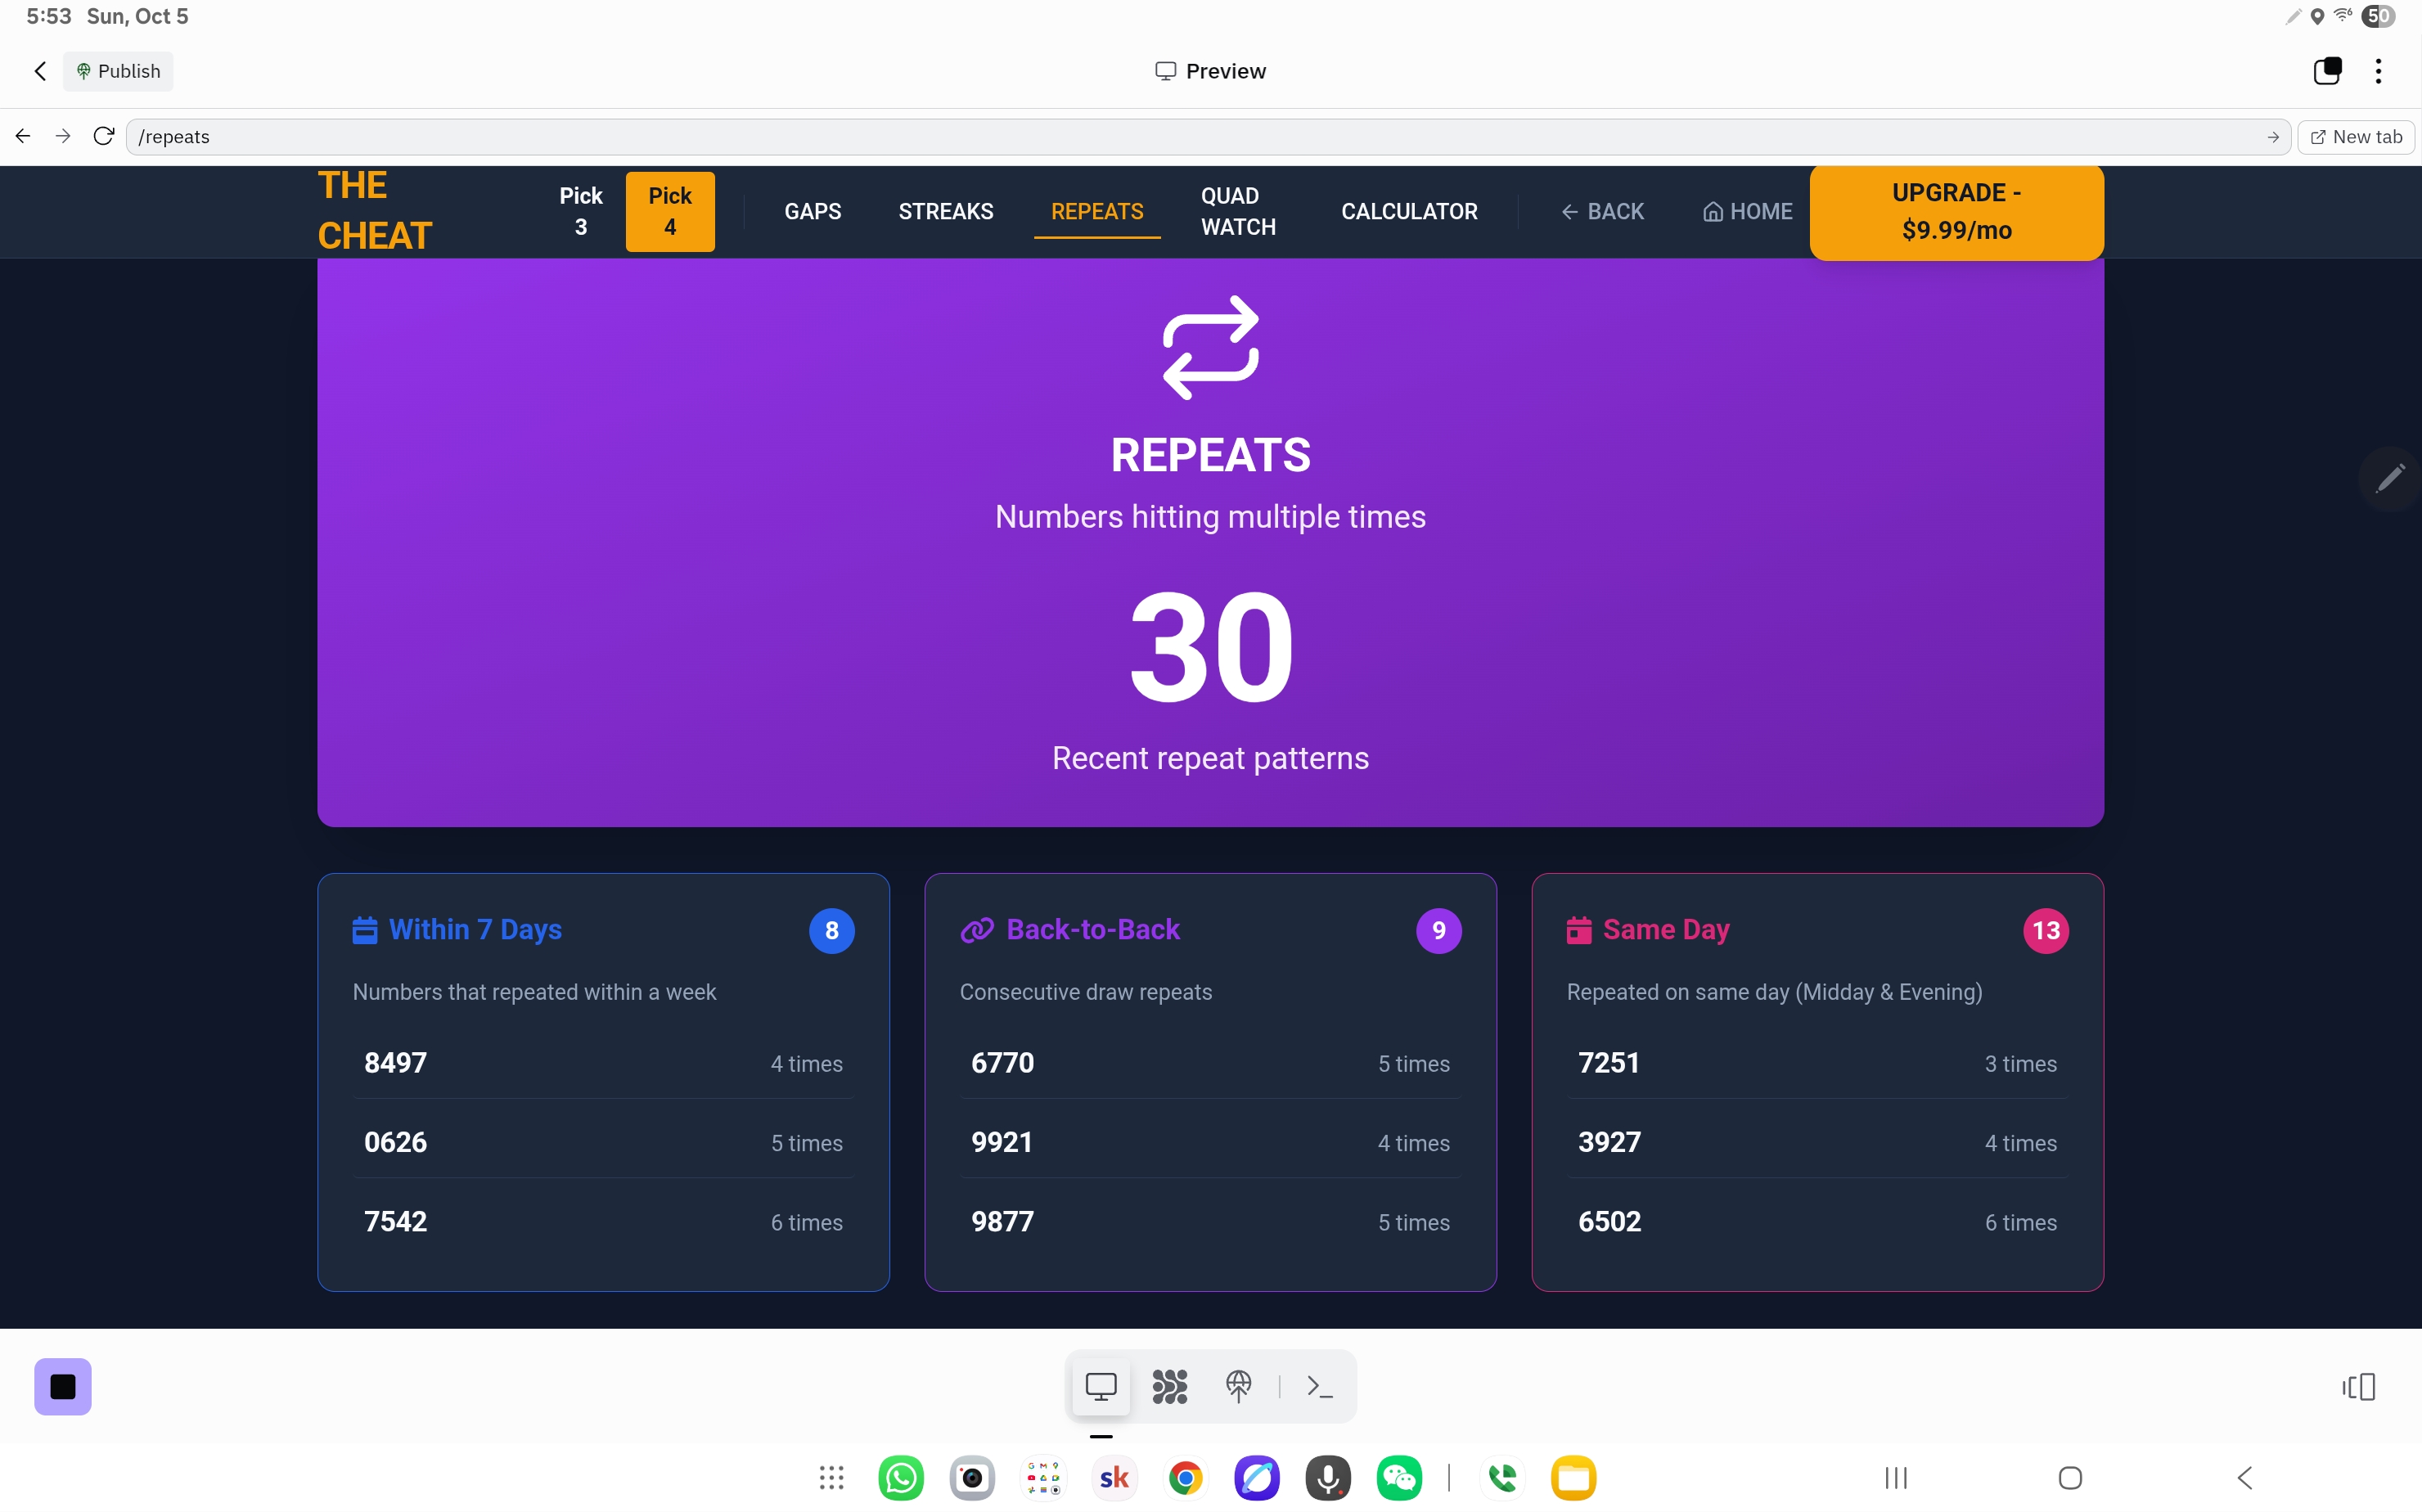 5:53 Sun, Oct 5
50
Publish
Preview
/repeats
New tab
THE
CHEAT
Pick
3
Pick
4
GAPS
STREAKS
REPEATS
QUAD
WATCH
CALCULATOR
BACK
HOME
UPGRADE -
$9.99/mo
REPEATS
Numbers hitting multiple times
30
Recent repeat patterns
Within 7 Days
8
Numbers that repeated within a week
8497 4 times
0626 5 times
7542 6 times
Back-to-Back
9
Consecutive draw repeats
6770 5 times
9921 4 times
9877 5 times
Same Day
13
Repeated on same day (Midday & Evening)
7251 3 times
3927 4 times
6502 6 times
sk